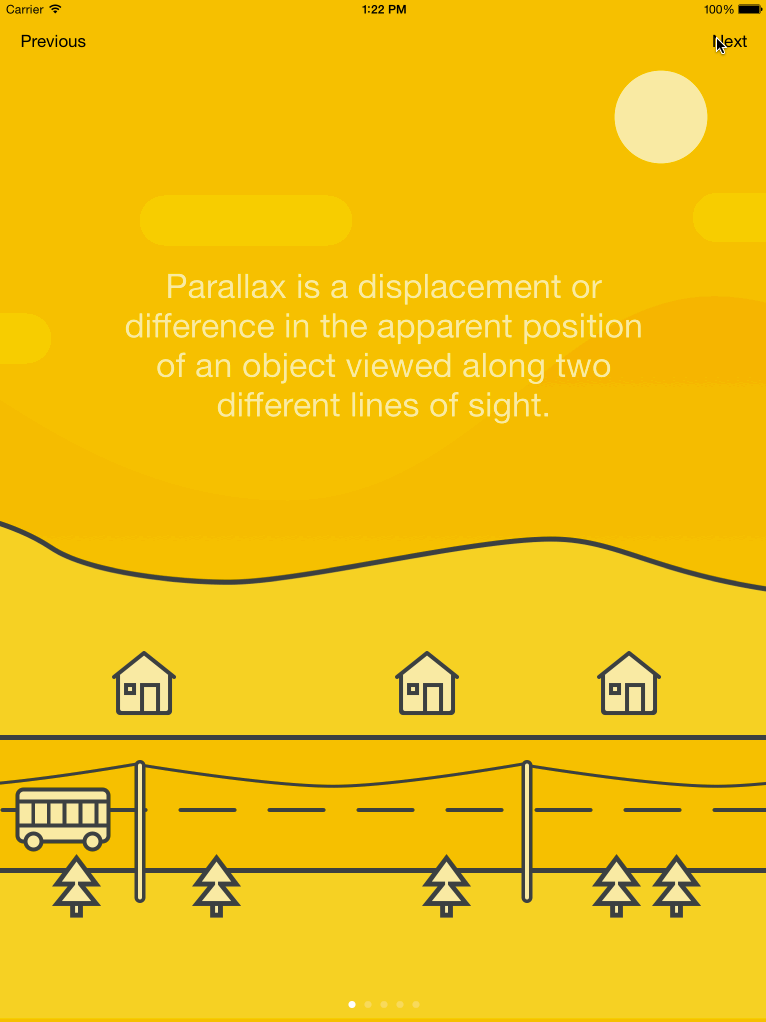 Carrier 1:22 PM 100%
Previous Next
Parallax is a displacement or
difference in the apparent position
of an object viewed along two
different lines of sight.